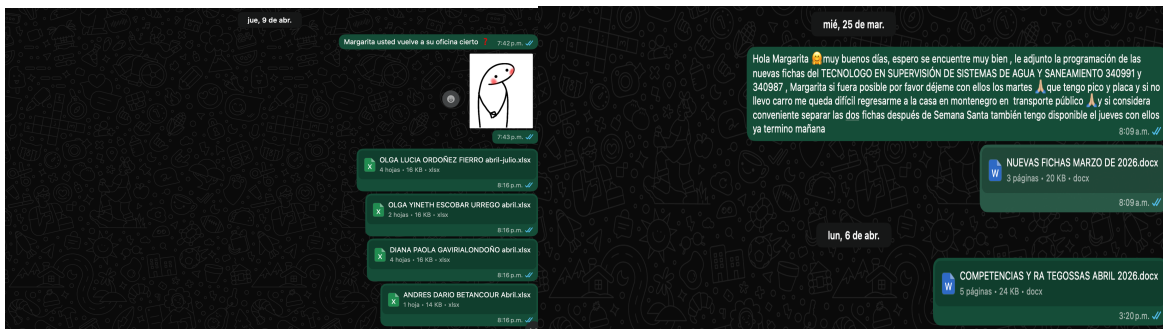 jue, 9 de abr.
Margarita usted vuelve a su oficina cierto ❓
7:42 p.m.
7:43 p.m.
OLGA LUCIA ORDOÑEZ FIERRO abril-julio.xlsx
4 hojas • 16 KB • xlsx
8:16 p.m.
OLGA YINETH ESCOBAR URREGO abril.xlsx
2 hojas • 16 KB • xlsx
8:16 p.m.
DIANA PAOLA GAVIRIALONDOÑO abril.xlsx
4 hojas • 16 KB • xlsx
8:16 p.m.
ANDRES DARIO BETANCOUR Abril.xlsx
1 hoja • 14 KB • xlsx
8:16 p.m.
mié, 25 de mar.
Hola Margarita 🤗muy buenos días, espero se encuentre muy bien , le adjunto la programación de las
nuevas fichas del TECNOLOGO EN SUPERVISIÓN DE SISTEMAS DE AGUA Y SANEAMIENTO 340991 y
340987 , Margarita si fuera posible por favor déjeme con ellos los martes 🙏que tengo pico y placa y si no
llevo carro me queda difícil regresarme a la casa en montenegro en transporte público 🙏y si considera
conveniente separar las dos fichas después de Semana Santa también tengo disponible el jueves con ellos
ya termino mañana
8:09 a.m.
NUEVAS FICHAS MARZO DE 2026.docx
3 páginas • 20 KB • docx
8:09 a.m.
lun, 6 de abr.
COMPETENCIAS Y RA TEGOSSAS ABRIL 2026.docx
5 páginas • 24 KB • docx
3:20 p.m.